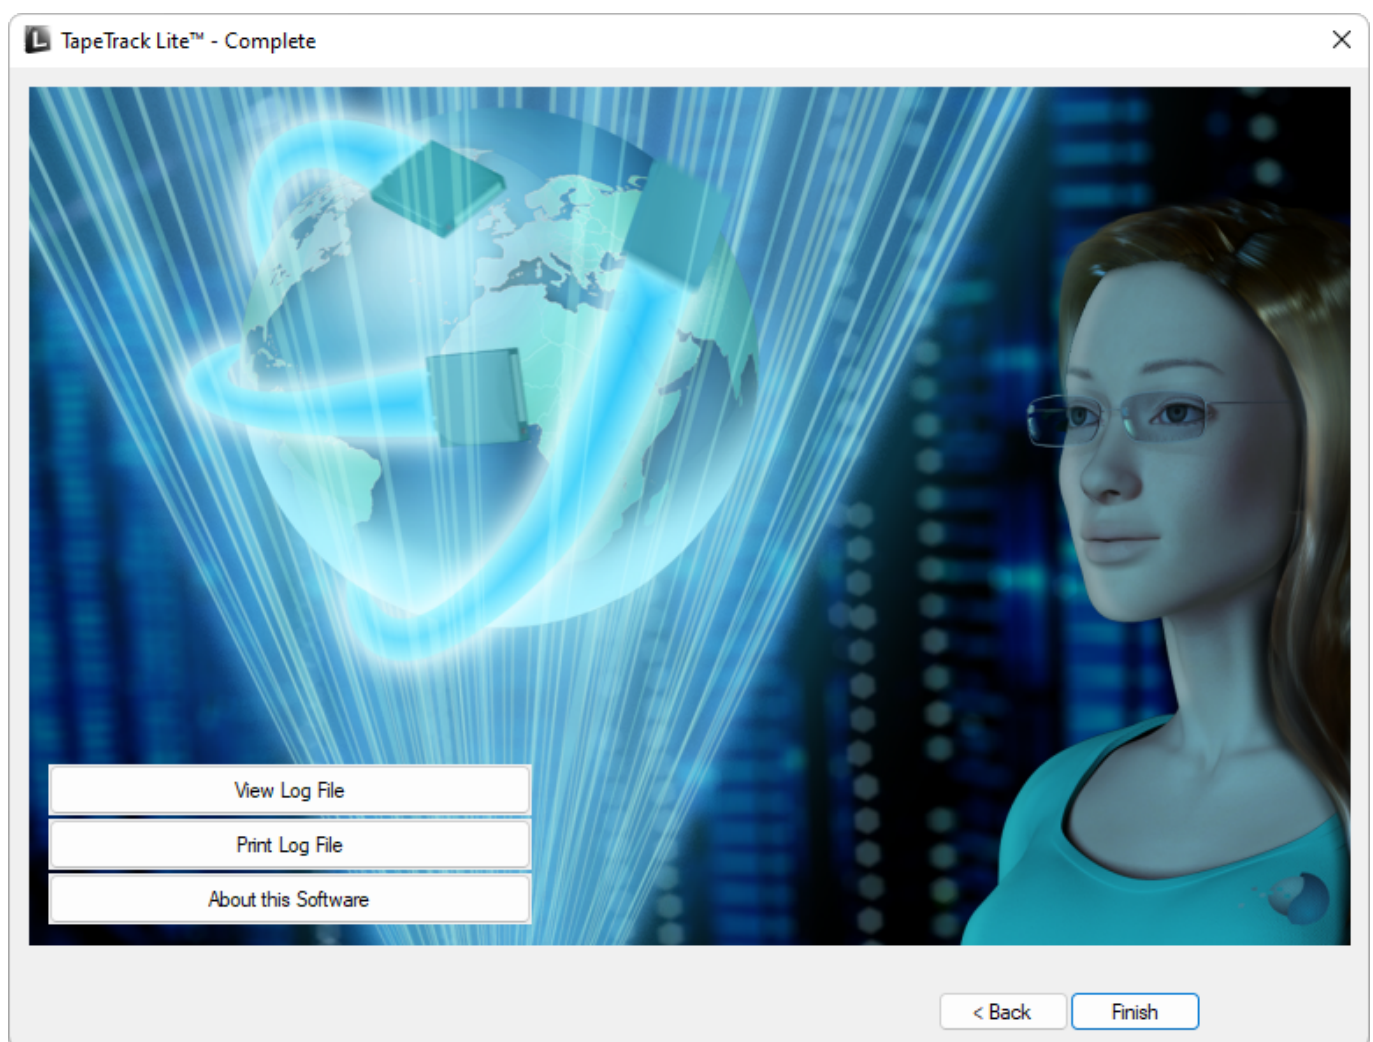 TapeTrack Lite™ - Complete
View Log File
Print Log File
About this Software
< Back
Finish